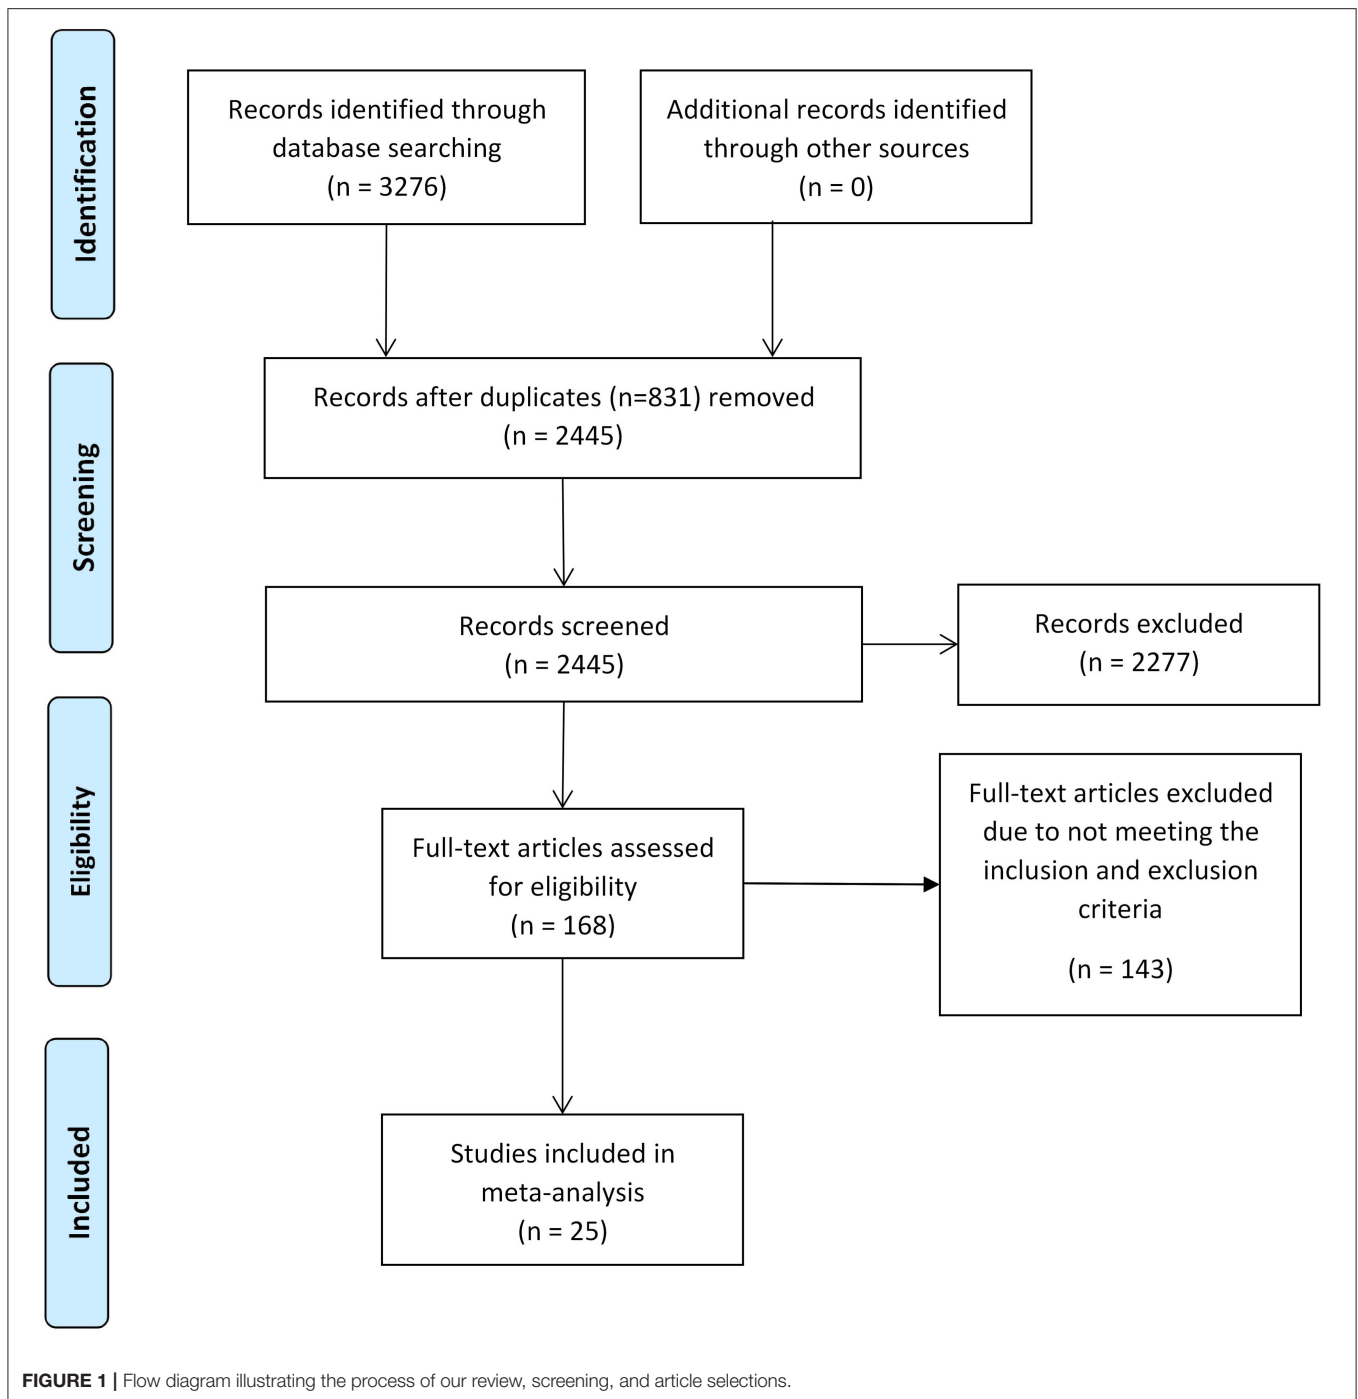 Identification
Records identified through
database searching
(n = 3276)
Additional records identified
through other sources
(n = 0)
Screening
Records after duplicates (n=831) removed
(n = 2445)
Records screened
(n = 2445)
Records excluded
(n = 2277)
Eligibility
Full-text articles assessed
for eligibility
(n = 168)
Full-text articles excluded
due to not meeting the
inclusion and exclusion
criteria
(n = 143)
Included
Studies included in
meta-analysis
(n = 25)
FIGURE 1 | Flow diagram illustrating the process of our review, screening, and article selections.